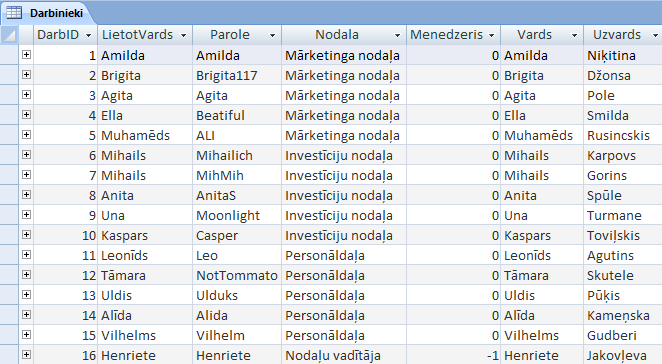 Darbinieki
DarbID LietotVards Parole Nodala Menedzeris Vards Uzvards
1 Amilda Amilda Mārketinga nodaļa 0 Amilda Niķitina
2 Brigita Brigita117 Mārketinga nodaļa 0 Brigita Džonsa
3 Agita Agita Mārketinga nodaļa 0 Agita Pole
4 Ella Beatiful Mārketinga nodaļa 0 Ella Smilda
5 Muhamēds ALI Mārketinga nodaļa 0 Muhamēds Rusincskis
6 Mihails Mihailich Investīciju nodaļa 0 Mihails Karpovs
7 Mihails MihMih Investīciju nodaļa 0 Mihails Gorins
8 Anita AnitaS Investīciju nodaļa 0 Anita Spūle
9 Una Moonlight Investīciju nodaļa 0 Una Turmane
10 Kaspars Casper Investīciju nodaļa 0 Kaspars Toviļskis
11 Leonīds Leo Personāldaļa 0 Leonīds Agutins
12 Tāmara NotTommato Personāldaļa 0 Tāmara Skutele
13 Uldis Ulduks Personāldaļa 0 Uldis Pūķis
14 Alīda Alida Personāldaļa 0 Alīda Kameņska
15 Vilhelms Vilhelm Personāldaļa 0 Vilhelms Gudberi
16 Henriete Henriete Nodaļu vadītāja -1 Henriete Jakovļeva